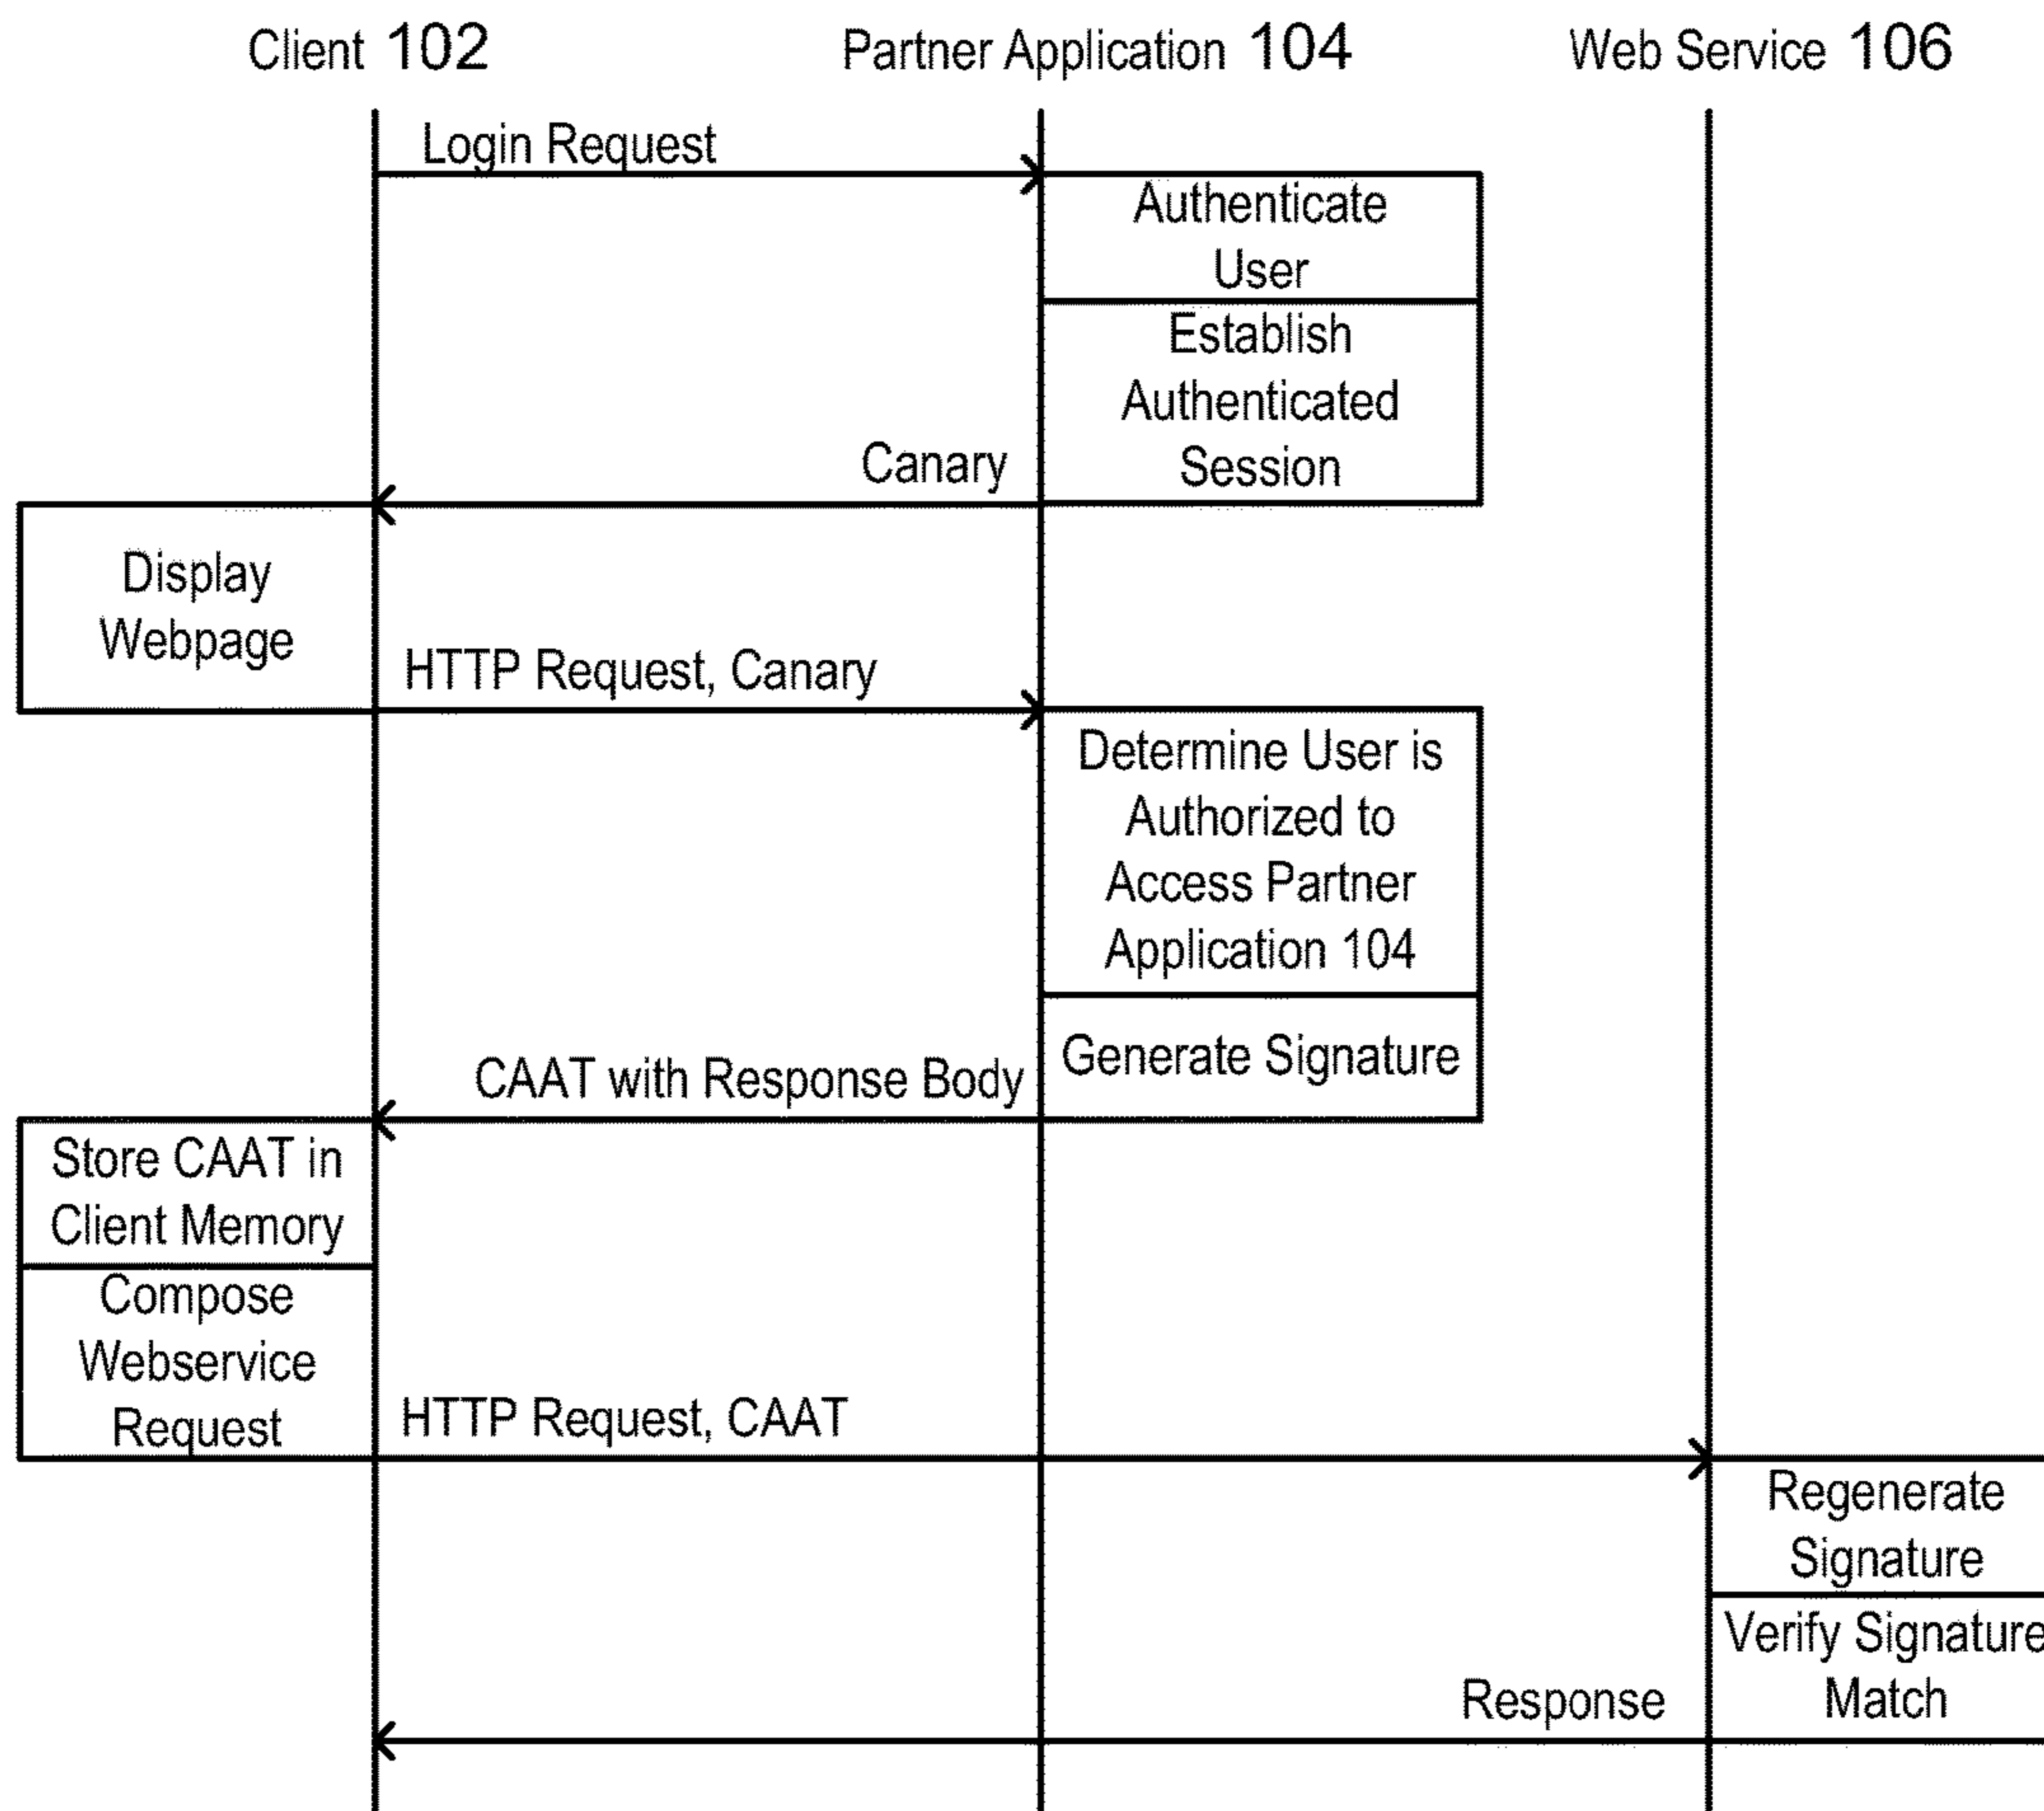 Client 102
Partner Application 104
Web Service 106
Login Request
Authenticate
User
Establish
Authenticated
Session
Canary
Display
Webpage
HTTP Request, Canary
Determine User is
Authorized to
Access Partner
Application 104
Generate Signature
CAAT with Response Body
Store CAAT in
Client Memory
Compose
Webservice
Request
HTTP Request, CAAT
Regenerate
Signature
Verify Signature
Match
Response